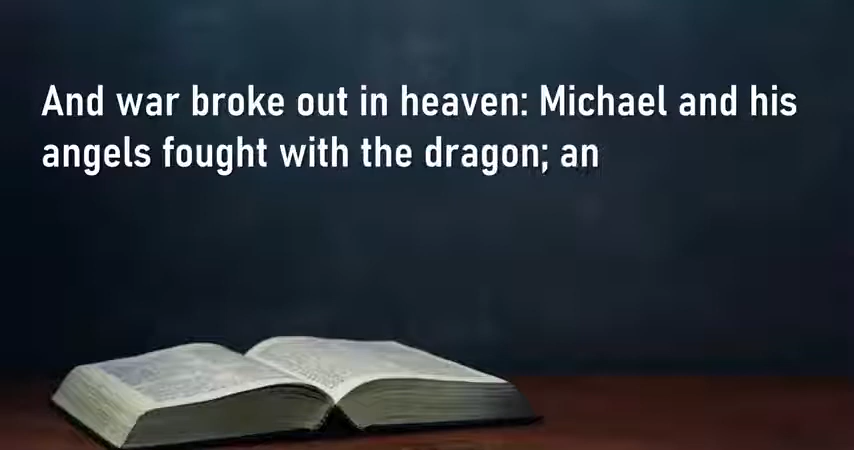 And war broke out in heaven: Michael and his
angels fought with the dragon; an